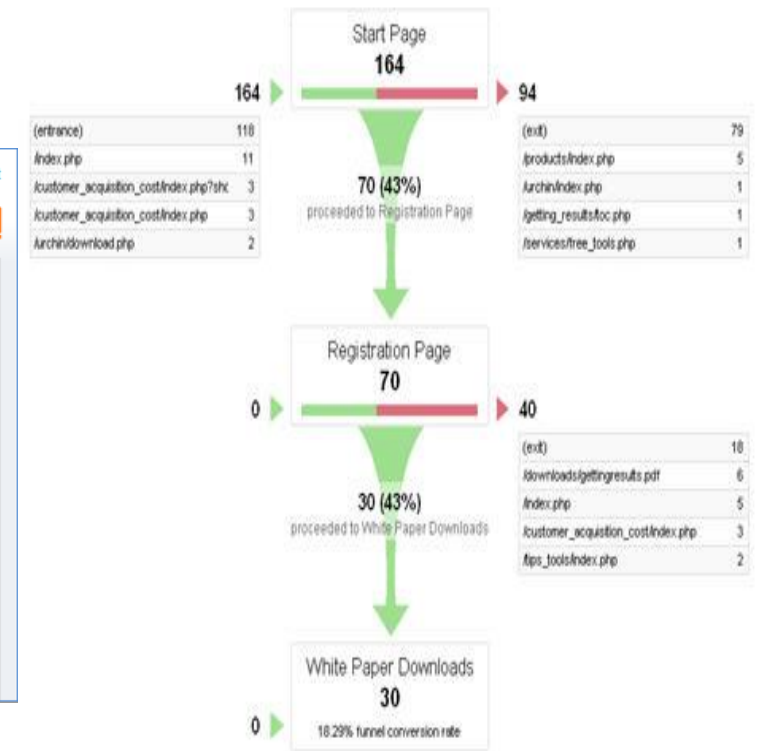 Start Page
164
164
94
(entrance) 118
/index.php 11
/customer_acquisition_cost/index.php?shc 3
/customer_acquisition_cost/index.php 3
/urchin/download.php 2
(exit) 79
/products/index.php 5
/urchin/index.php 1
/getting_results/toc.php 1
/services/free_tools.php 1
70 (43%)
proceeded to Registration Page
Registration Page
70
0
40
(exit) 18
/downloads/gettingresults.pdf 6
/index.php 5
/customer_acquisition_cost/index.php 3
/tips_tools/index.php 2
30 (43%)
proceeded to White Paper Downloads
White Paper Downloads
30
0
18.29% funnel conversion rate